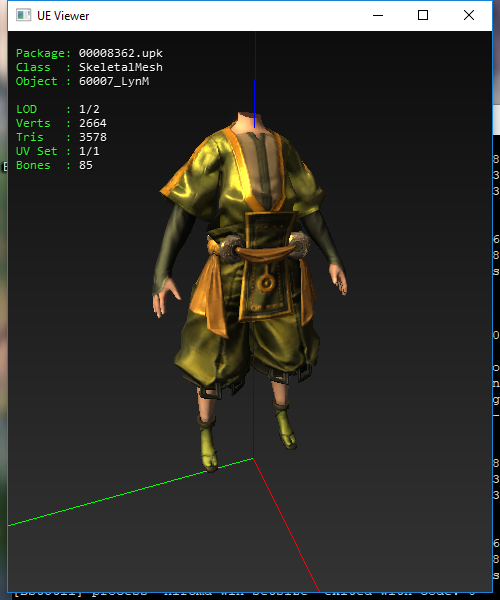 UE Viewer
Package: 00008362.upk
Class : SkeletalMesh
Object : 60007_LynM
LOD : 1/2
Verts : 2664
Tris : 3578
UV Set : 1/1
Bones : 85